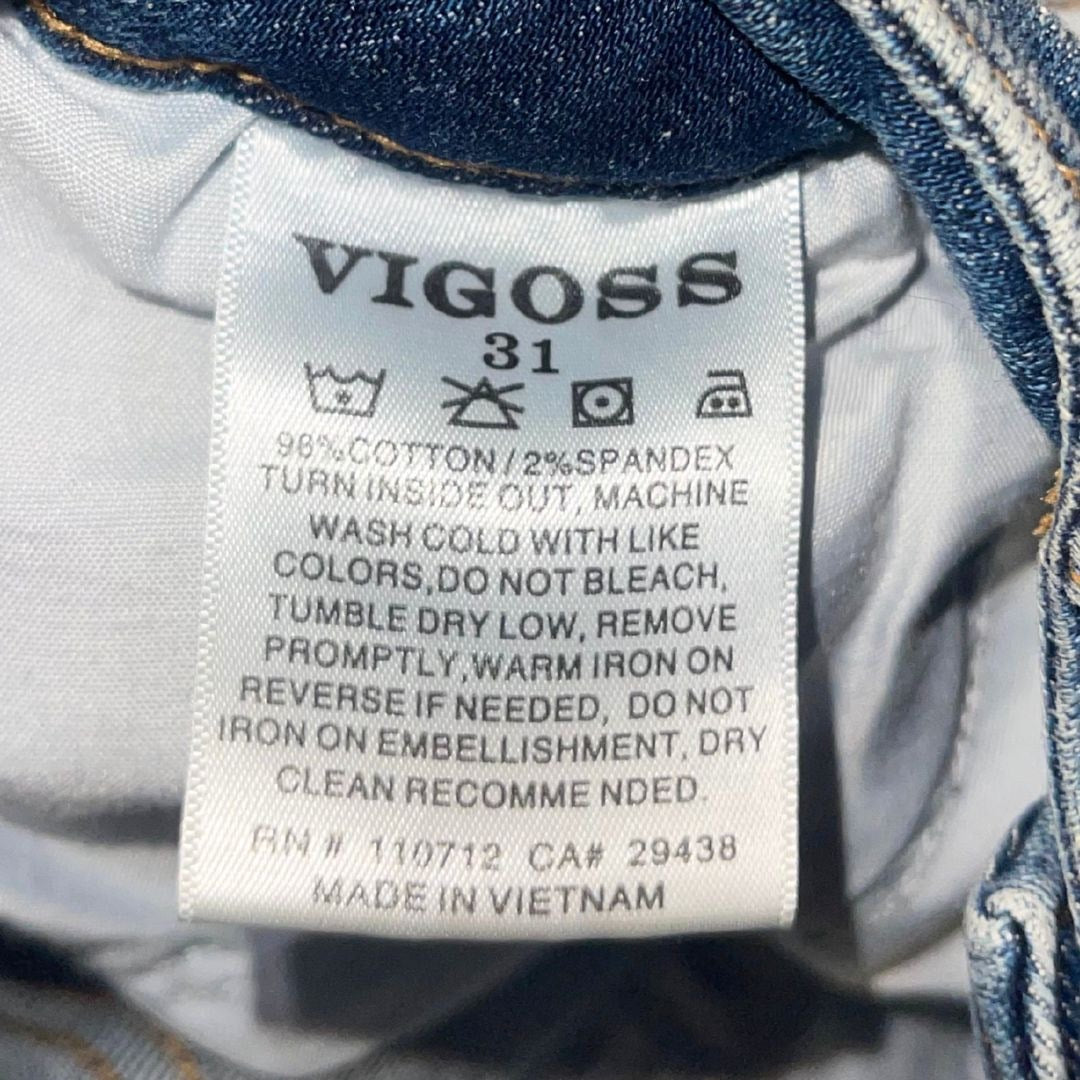 VIGOSS
31
98%COTTON/2%SPANDEX
TURN INSIDE OUT, MACHINE
WASH COLD WITH LIKE
COLORS,DO NOT BLEACH,
TUMBLE DRY LOW, REMOVE
PROMPTLY,WARM IRON ON
REVERSE IF NEEDED, DO NOT
IRON ON EMBELLISHMENT, DRY
CLEAN RECOMME NDED.
RN # 110712 CA# 29438
MADE IN VIETNAM